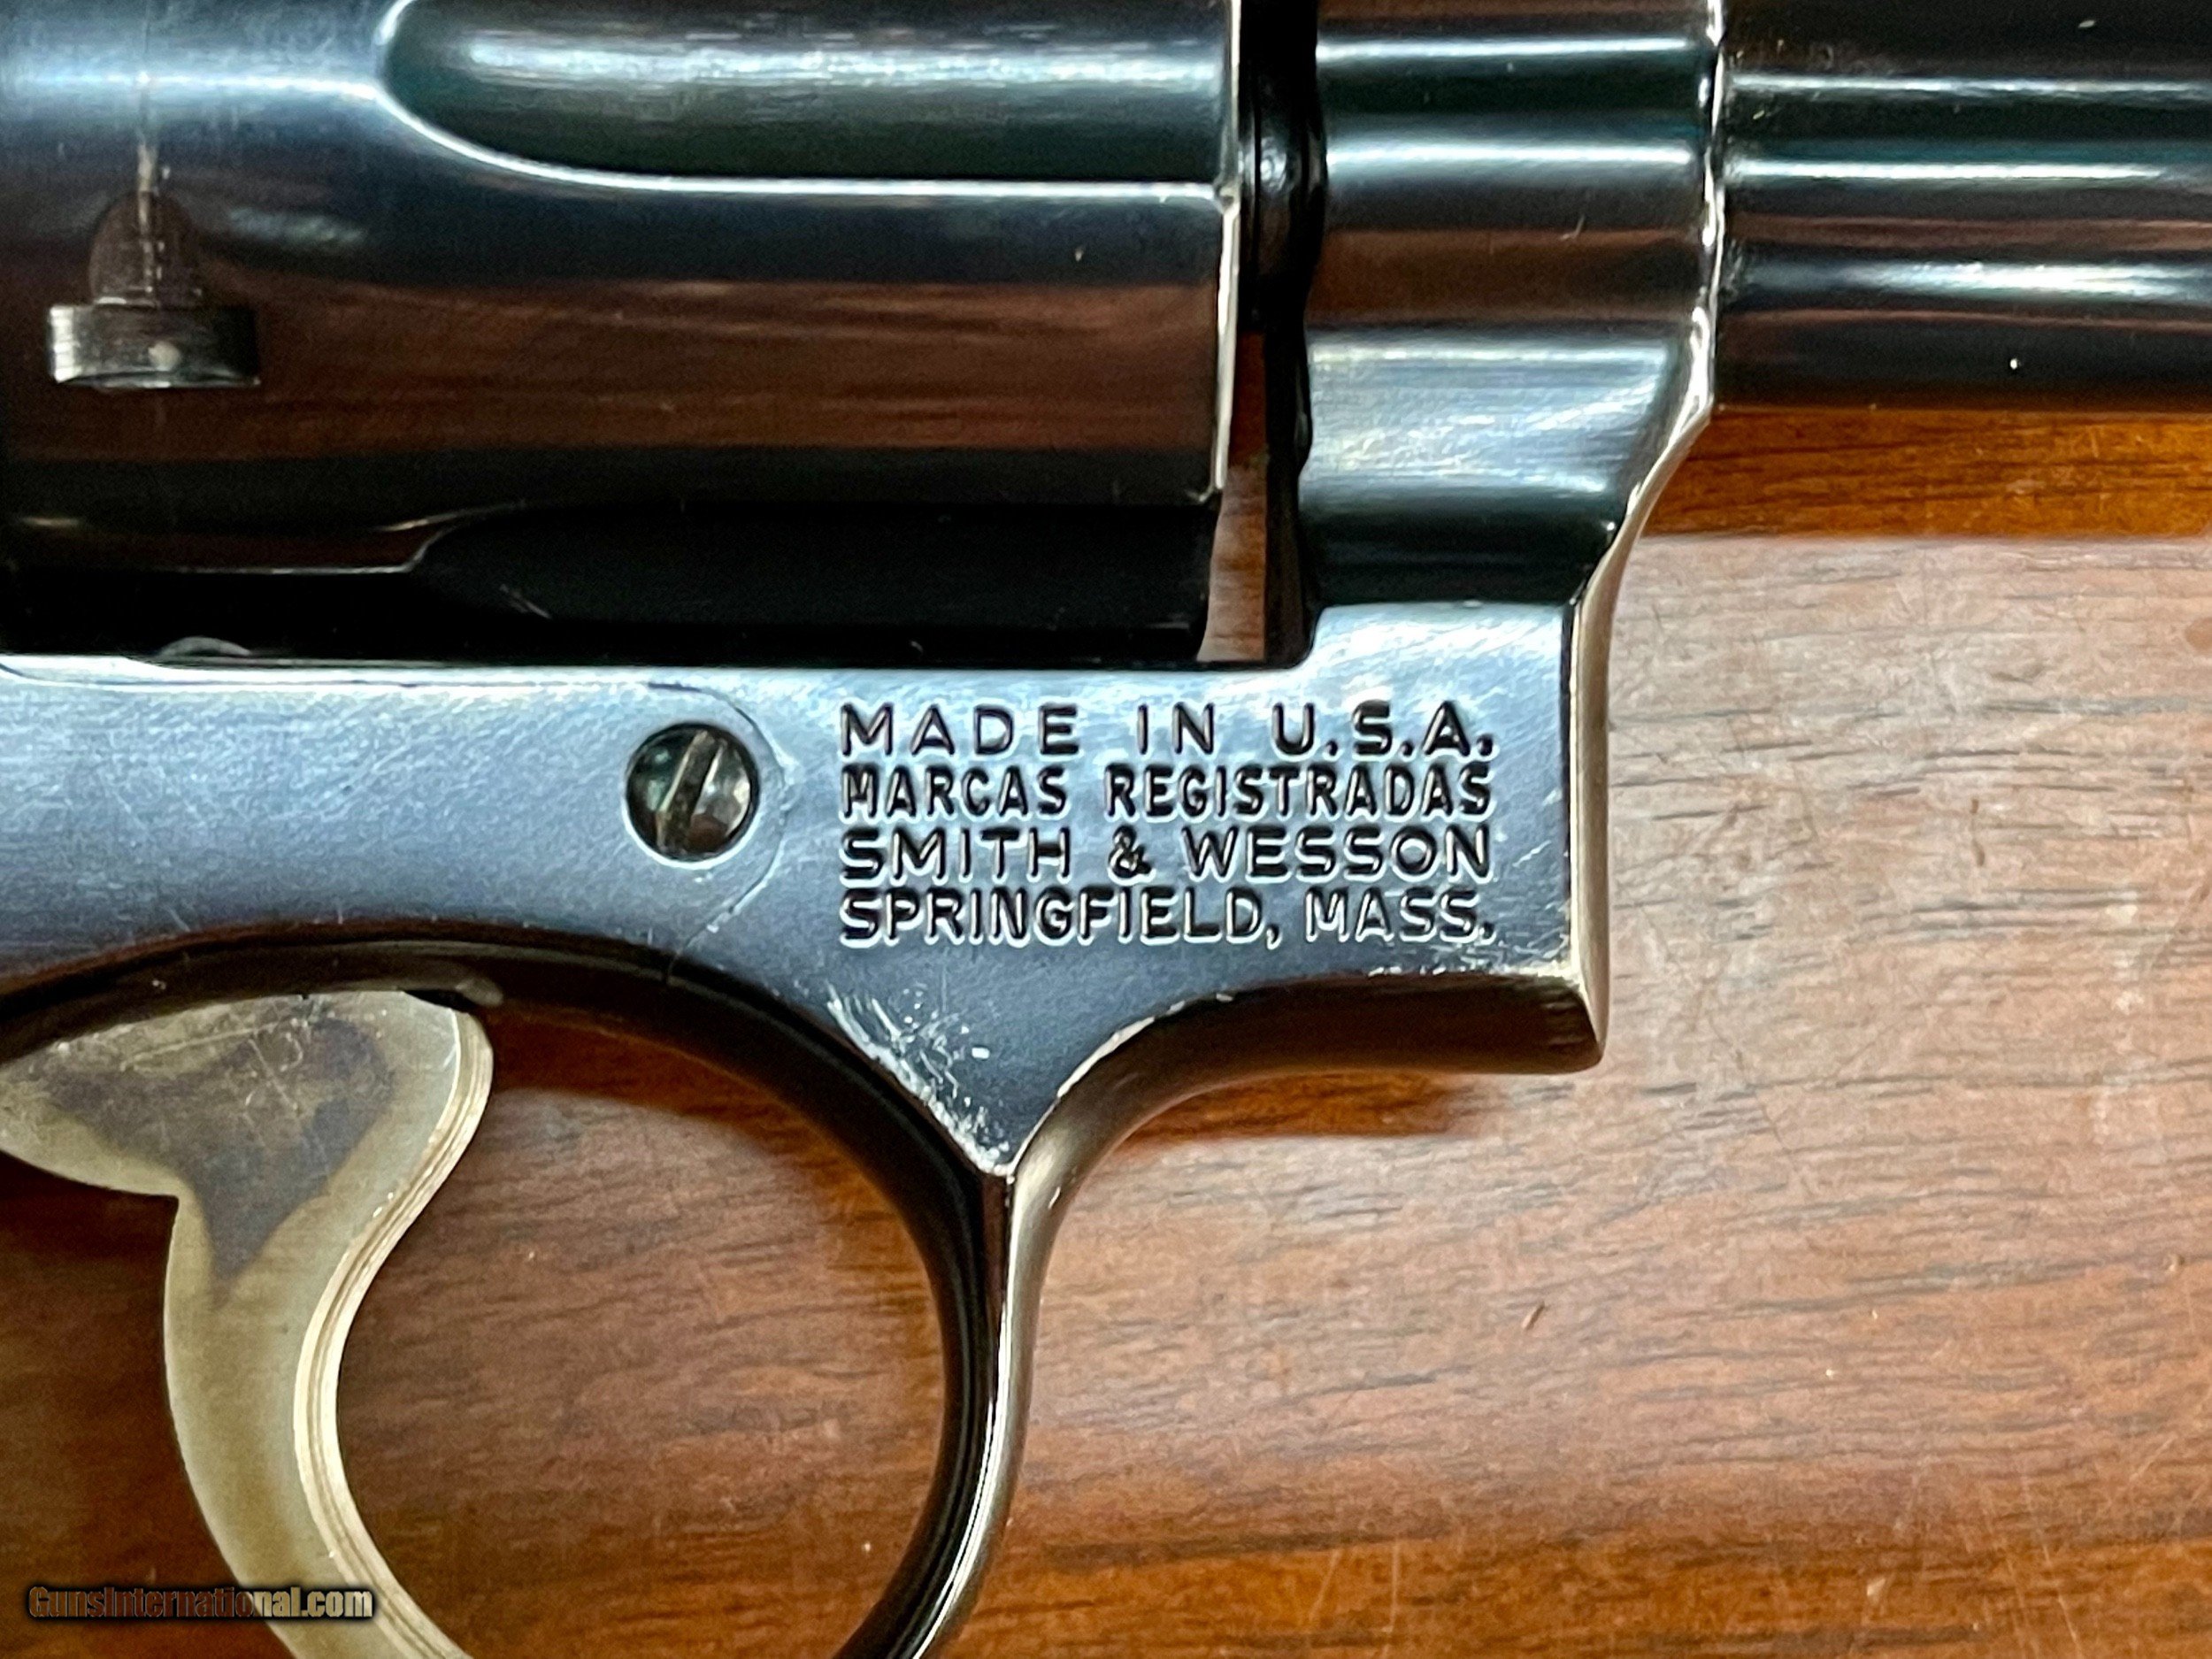 MADE IN U.S.A.
MARCAS REGISTRADAS
SMITH & WESSON
SPRINGFIELD, MASS.
GunsInternational.com